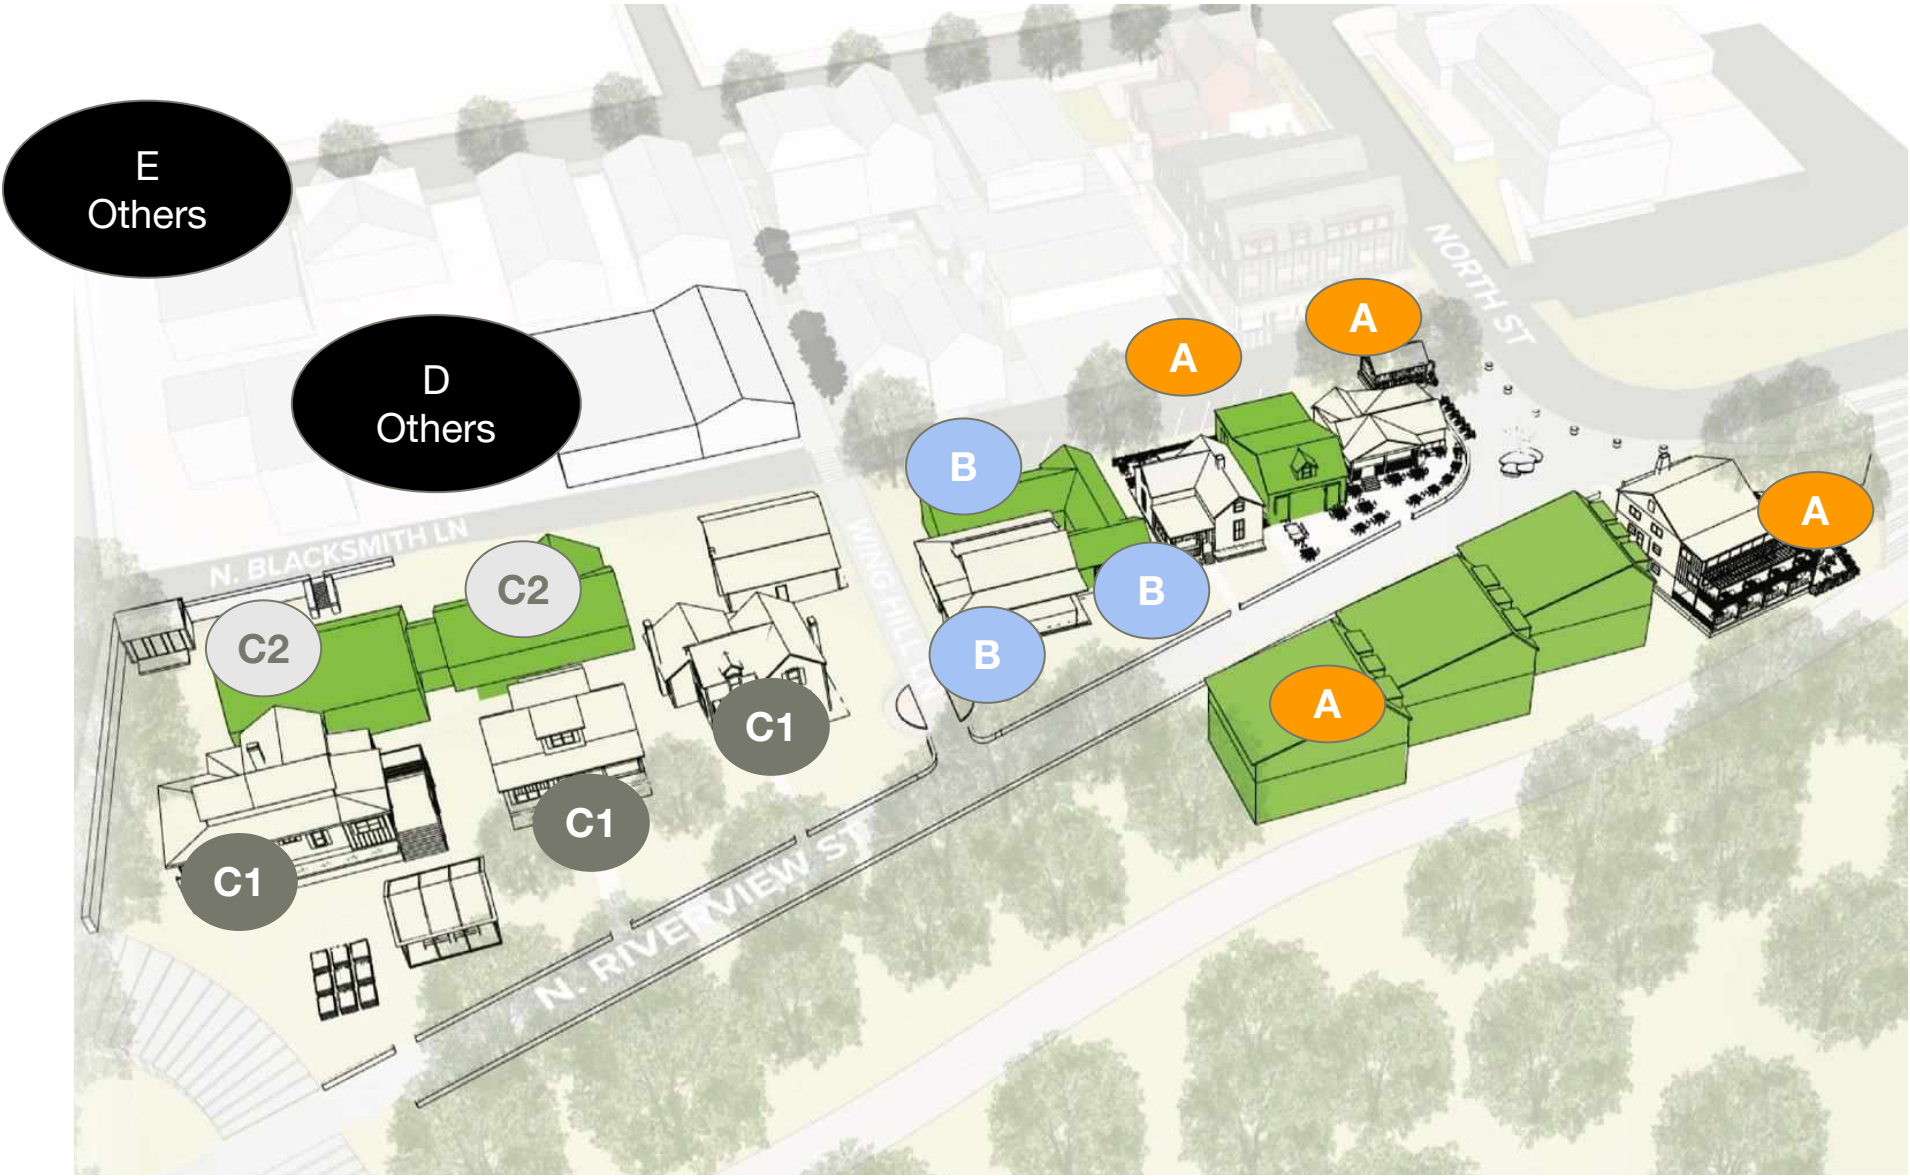 E
Others
NORTH ST
A
A
D
Others
B
A
N. BLACKSMITH LN
WING HILL LN
C2
B
C2
B
A
C1
C1
N. RIVERVIEW ST
C1